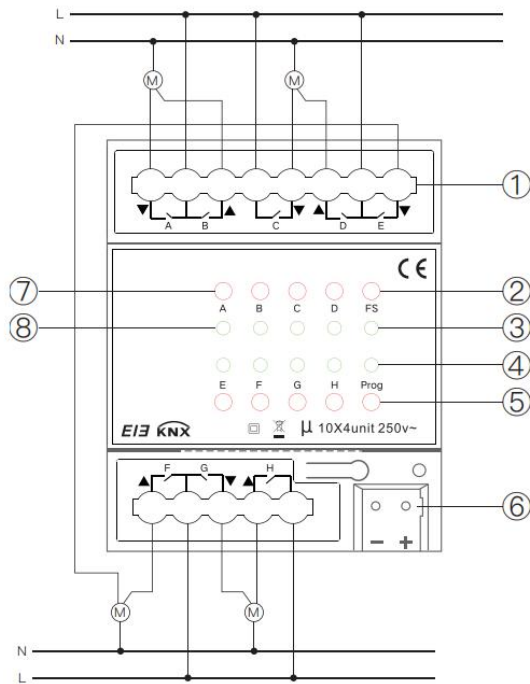 L
N
M M
①
A B C D E
CE
⑦ ②
A B C D FS
⑧ ③
④
E F G H Prog
⑤
EIB KNX μ 10X4unit 250v~
F G H
⑥
− +
M M
N
L